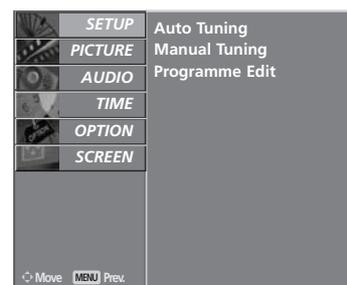 SETUP
PICTURE
AUDIO
TIME
OPTION
SCREEN
Auto Tuning
Manual Tuning
Programme Edit
Move MENU Prev.